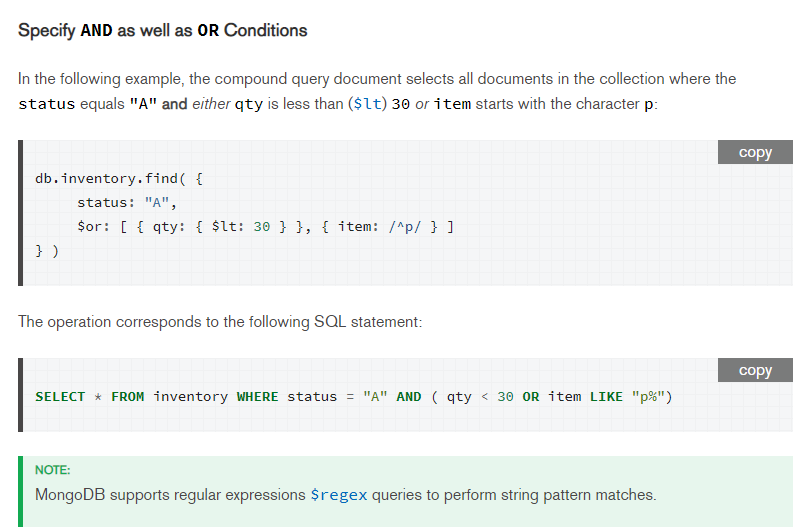 Specify AND as well as OR Conditions
In the following example, the compound query document selects all documents in the collection where the
status equals "A" and either qty is less than ($lt) 30 or item starts with the character p:
copy
db.inventory.find( {
     status: "A",
     $or: [ { qty: { $lt: 30 } }, { item: /^p/ } ]
} )
The operation corresponds to the following SQL statement:
copy
SELECT * FROM inventory WHERE status = "A" AND ( qty < 30 OR item LIKE "p%")
NOTE:
MongoDB supports regular expressions $regex queries to perform string pattern matches.